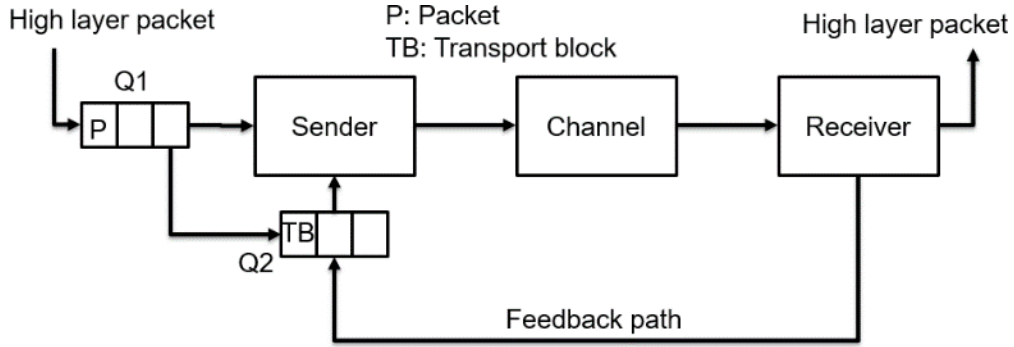 High layer packet
P: Packet
TB: Transport block
High layer packet
Q1
P
Sender
Channel
Receiver
TB
Q2
Feedback path